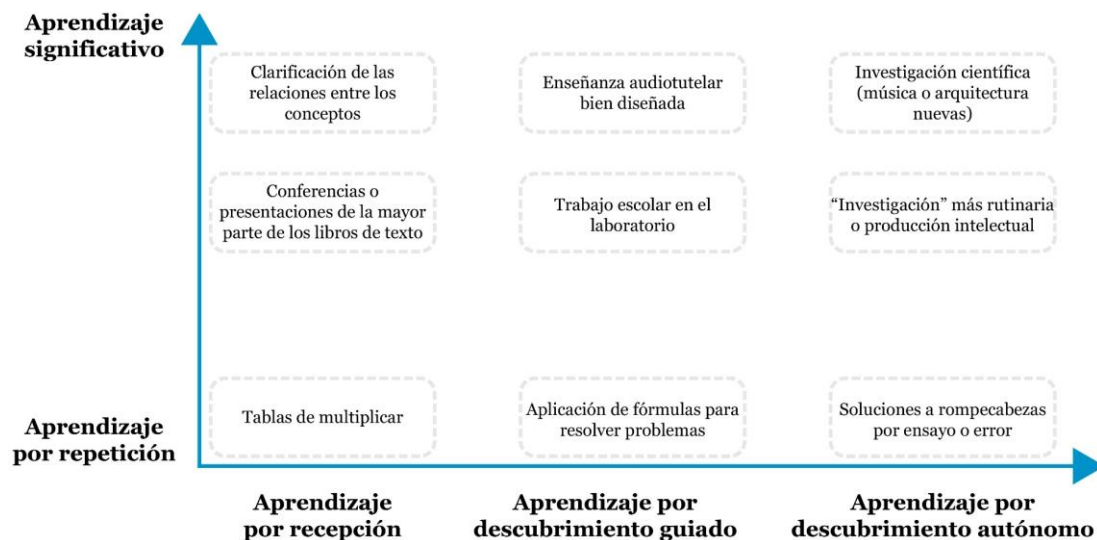 Aprendizaje
significativo
Clarificación de las
relaciones entre los
conceptos
Enseñanza audiotutelar
bien diseñada
Investigación científica
(música o arquitectura
nuevas)
Conferencias o
presentaciones de la mayor
parte de los libros de texto
Trabajo escolar en el
laboratorio
“Investigación” más rutinaria
o producción intelectual
Aprendizaje
por repetición
Tablas de multiplicar
Aplicación de fórmulas para
resolver problemas
Soluciones a rompecabezas
por ensayo o error
Aprendizaje
por recepción
Aprendizaje por
descubrimiento guiado
Aprendizaje por
descubrimiento autónomo